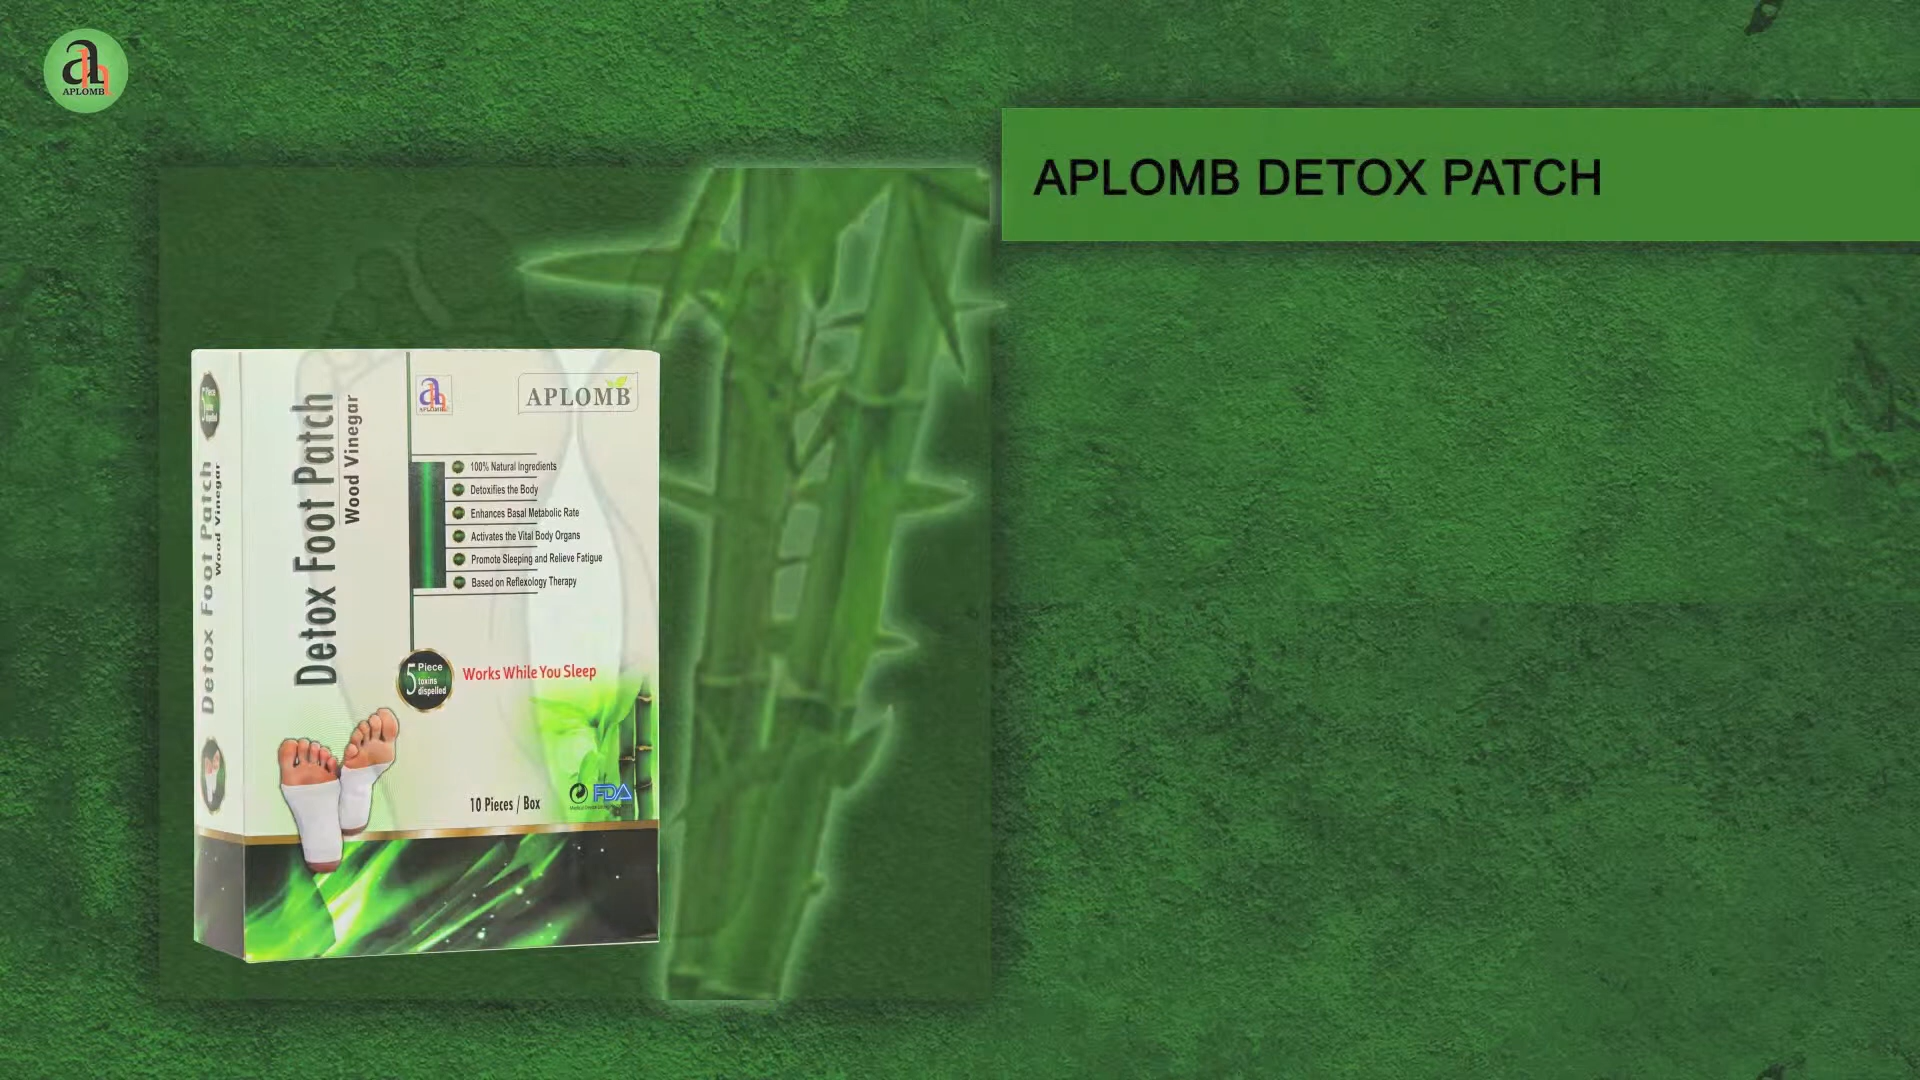 APLOMB
APLOMB DETOX PATCH
Detox Foot Patch
Wood Vinegar
Detox Foot Patch
Wood Vinegar
APLOMB
APLOMB
100% Natural Ingredients
Detoxifies the Body
Enhances Basal Metabolic Rate
Activates the Vital Body Organs
Promote Sleeping and Relieve Fatigue
Based on Reflexology Therapy
5 Piece
toxins
dispelled
Works While You Sleep
10 Pieces / Box
FDA